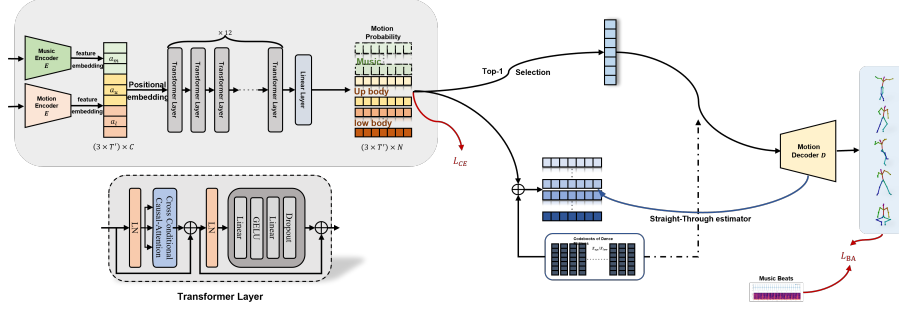 Music
Encoder
E
feature
embedding
a_m
a_u
a_l
Motion
Encoder
E
feature
embedding
(3 × T′) × C
Positional
embedding
× 12
Transformer Layer
Transformer Layer
Transformer Layer
Transformer Layer
Linear Layer
Motion
Probability
Music
Up body
low body
(3 × T′) × N
L_CE
Top-1
Selection
Motion
Decoder D
Straight-Through estimator
Codebooks of Dance
L_BA
Music Beats
LN
Cross Conditional
Causal-Attention
LN
Linear
GELU
Linear
Dropout
Transformer Layer